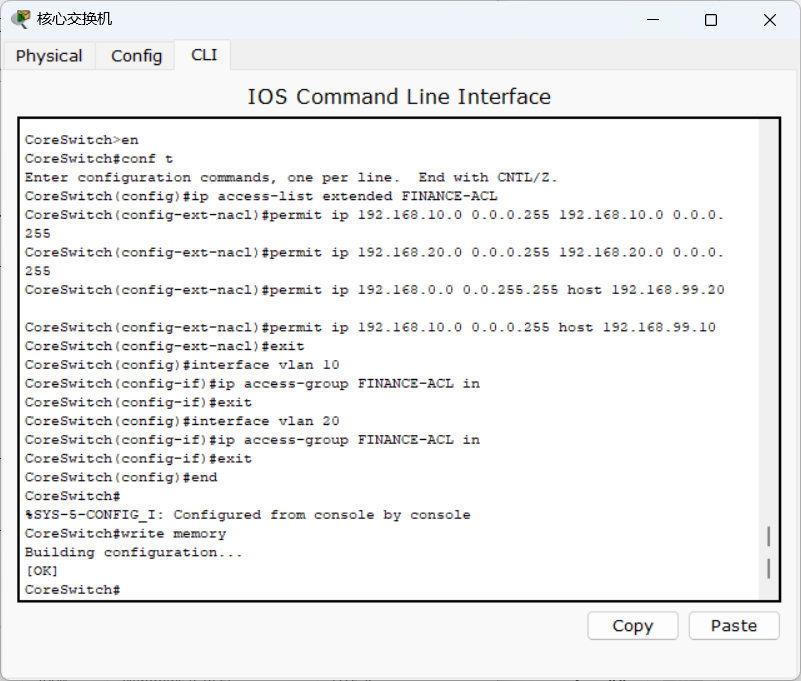 核心交换机
Physical Config CLI
IOS Command Line Interface
CoreSwitch>en
CoreSwitch#conf t
Enter configuration commands, one per line.  End with CNTL/Z.
CoreSwitch(config)#ip access-list extended FINANCE-ACL
CoreSwitch(config-ext-nacl)#permit ip 192.168.10.0 0.0.0.255 192.168.10.0 0.0.0.
255
CoreSwitch(config-ext-nacl)#permit ip 192.168.20.0 0.0.0.255 192.168.20.0 0.0.0.
255
CoreSwitch(config-ext-nacl)#permit ip 192.168.0.0 0.0.255.255 host 192.168.99.20
CoreSwitch(config-ext-nacl)#permit ip 192.168.10.0 0.0.0.255 host 192.168.99.10
CoreSwitch(config-ext-nacl)#exit
CoreSwitch(config)#interface vlan 10
CoreSwitch(config-if)#ip access-group FINANCE-ACL in
CoreSwitch(config-if)#exit
CoreSwitch(config)#interface vlan 20
CoreSwitch(config-if)#ip access-group FINANCE-ACL in
CoreSwitch(config-if)#exit
CoreSwitch(config)#end
CoreSwitch#
%SYS-5-CONFIG_I: Configured from console by console
CoreSwitch#write memory
Building configuration...
[OK]
CoreSwitch#
Copy Paste